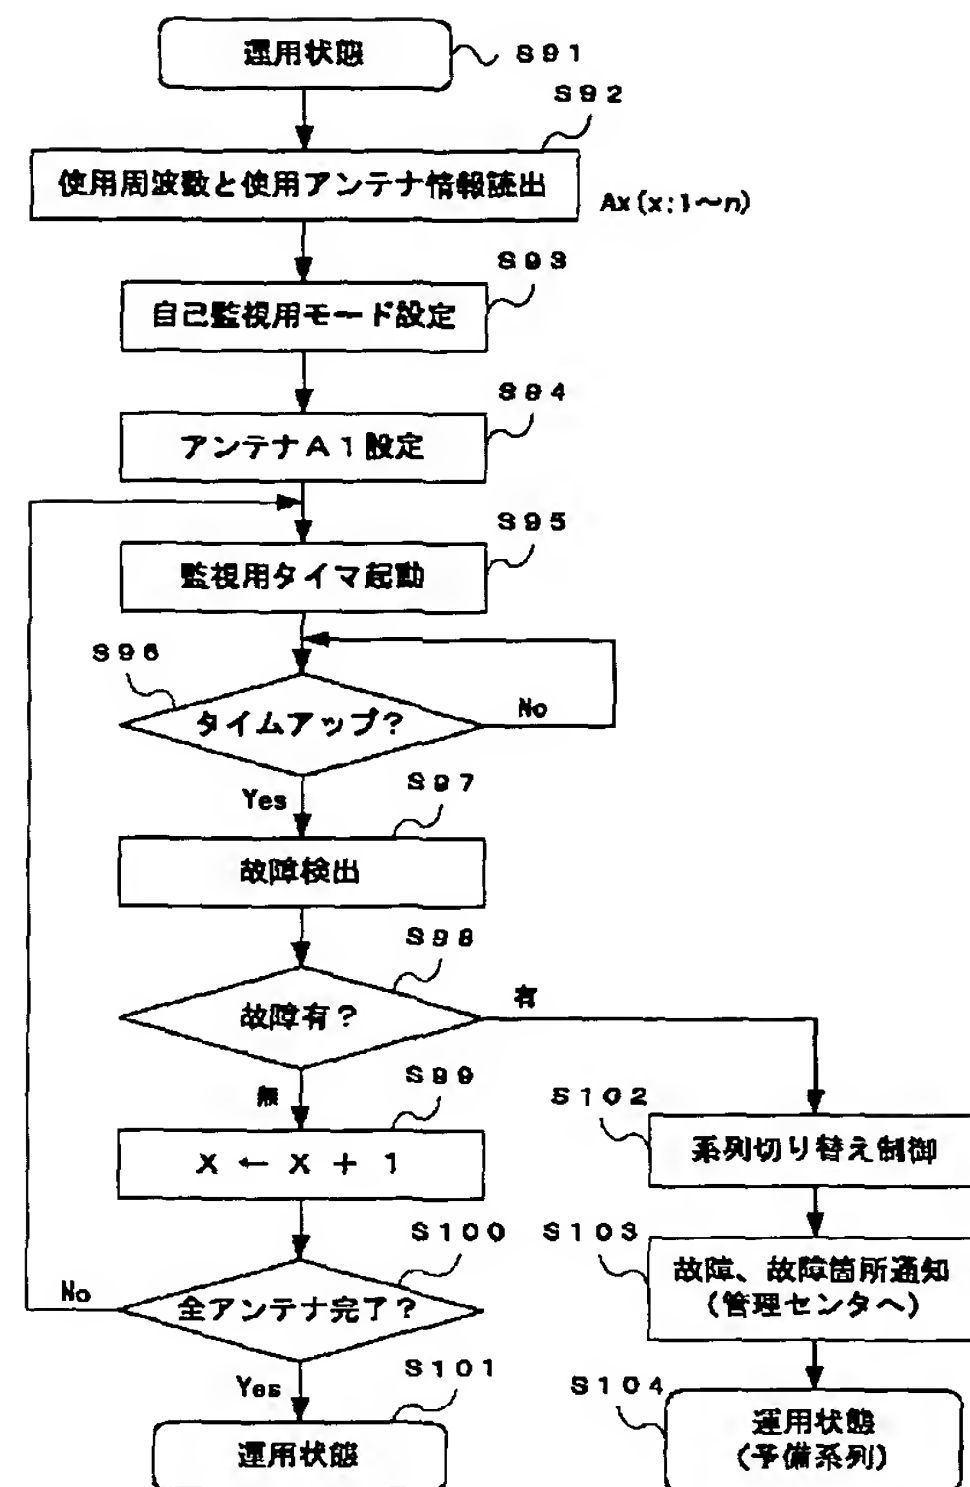 運用状態
S91
S92
使用周波数と使用アンテナ情報読出
Ax(x:1〜n)
S93
自己監視用モード設定
S94
アンテナA1設定
S95
監視用タイマ起動
S96
タイムアップ?
No
Yes
S97
故障検出
S98
故障有?
有
無
S99
X ← X + 1
S100
全アンテナ完了?
No
Yes
S101
運用状態
S102
系列切り替え制御
S103
故障、故障箇所通知
(管理センタへ)
S104
運用状態
(予備系列)